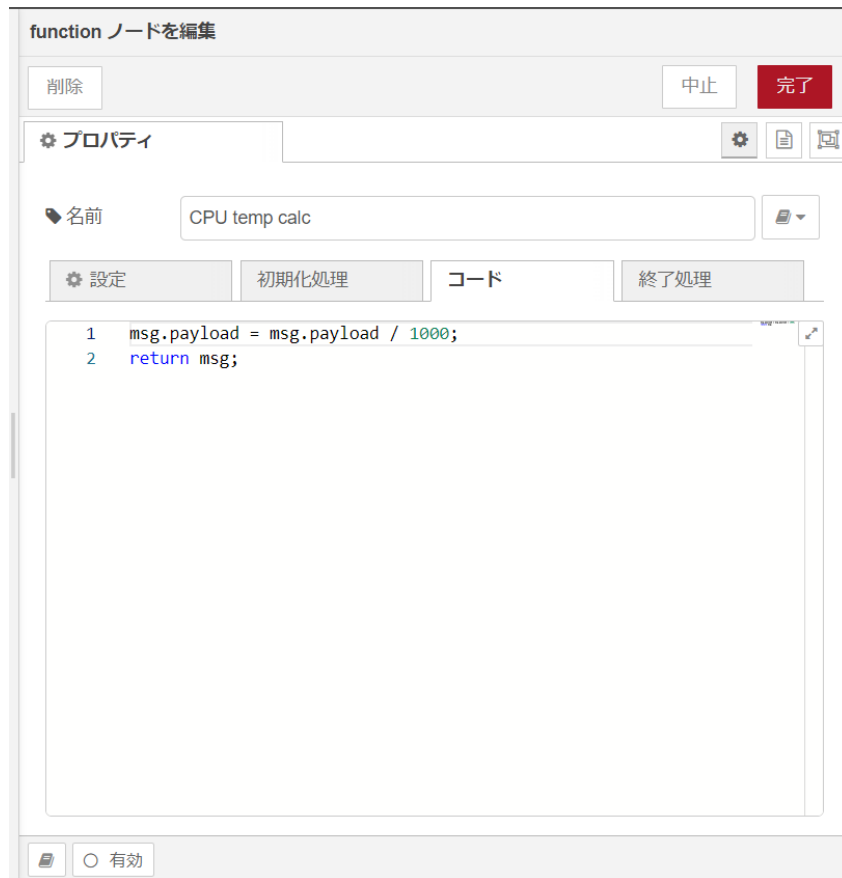 function ノードを編集
削除
中止
完了
プロパティ
名前
CPU temp calc
設定
初期化処理
コード
終了処理
1 msg.payload = msg.payload / 1000;
2 return msg;
有効